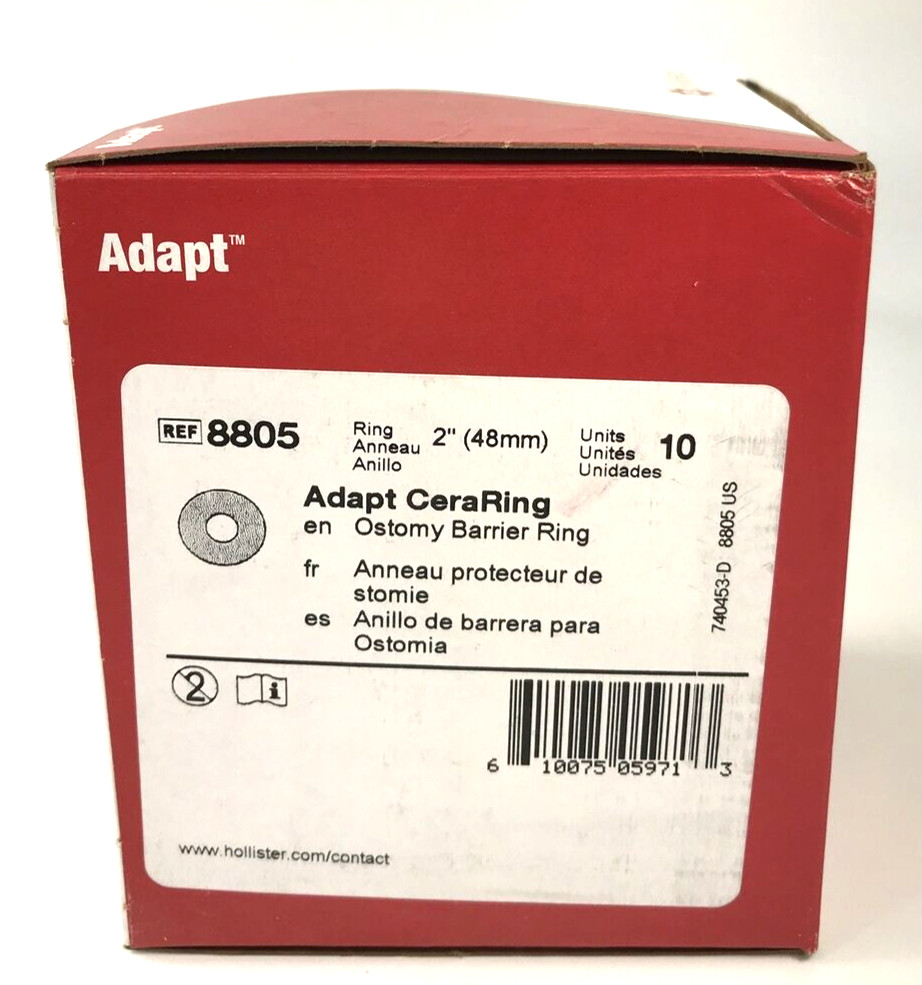 Adapt™
REF 8805
Ring
Anneau
Anillo
2" (48mm)
Units
Unités
Unidades
10
Adapt CeraRing
en Ostomy Barrier Ring
fr Anneau protecteur de
stomie
es Anillo de barrera para
Ostomia
740453-D 8805 US
2
i
6 10075 05971 3
www.hollister.com/contact